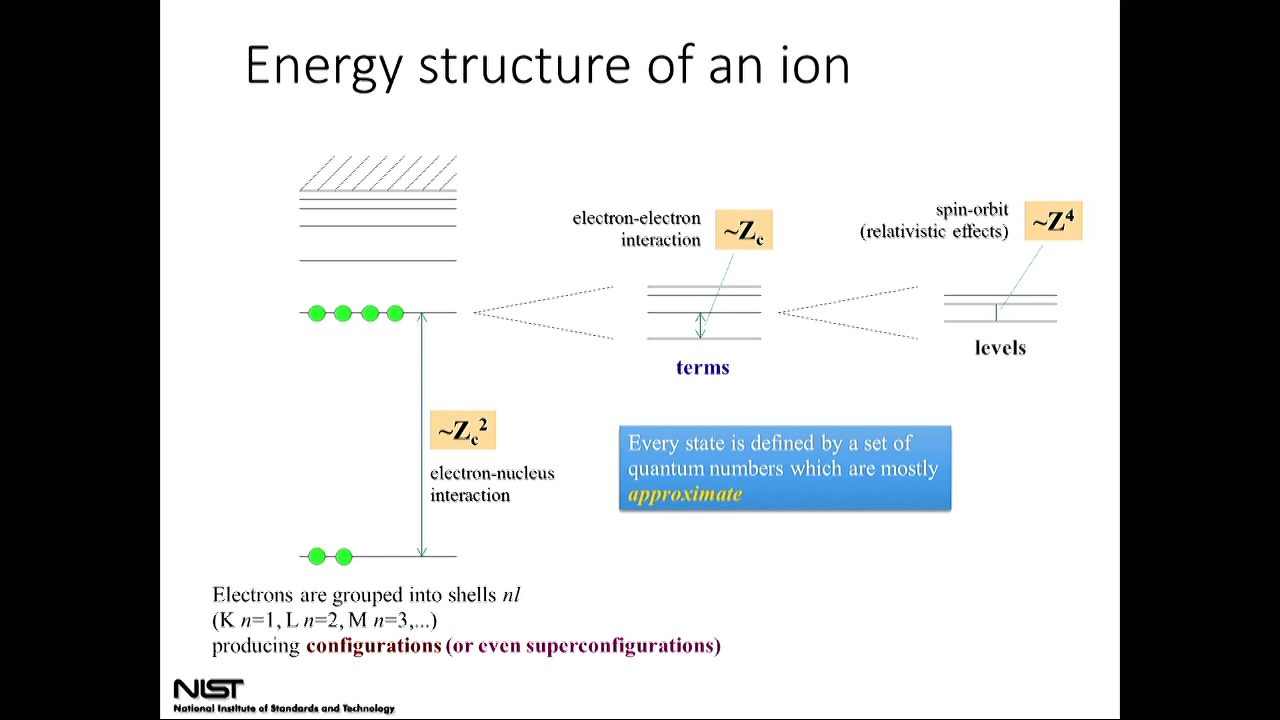 Energy structure of an ion
electron-electron
interaction
~Zc
spin-orbit
(relativistic effects)
~Z⁴
terms
levels
~Zc²
electron-nucleus
interaction
Every state is defined by a set of
quantum numbers which are mostly
approximate
Electrons are grouped into shells nl
(K n=1, L n=2, M n=3,...)
producing configurations (or even superconfigurations)
NIST
National Institute of Standards and Technology